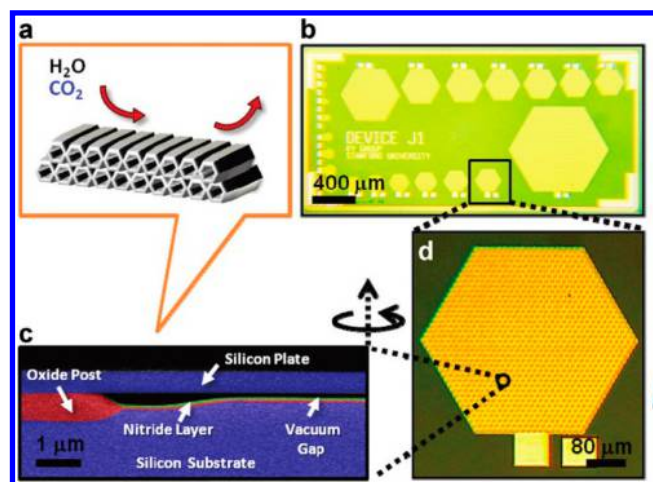 a
H₂O
CO₂
b
DEVICE J1
KY GROUP
STANFORD UNIVERSITY
400 μm
c
Silicon Plate
Oxide Post
Nitride Layer
Vacuum
Gap
1 μm
Silicon Substrate
d
80 μm